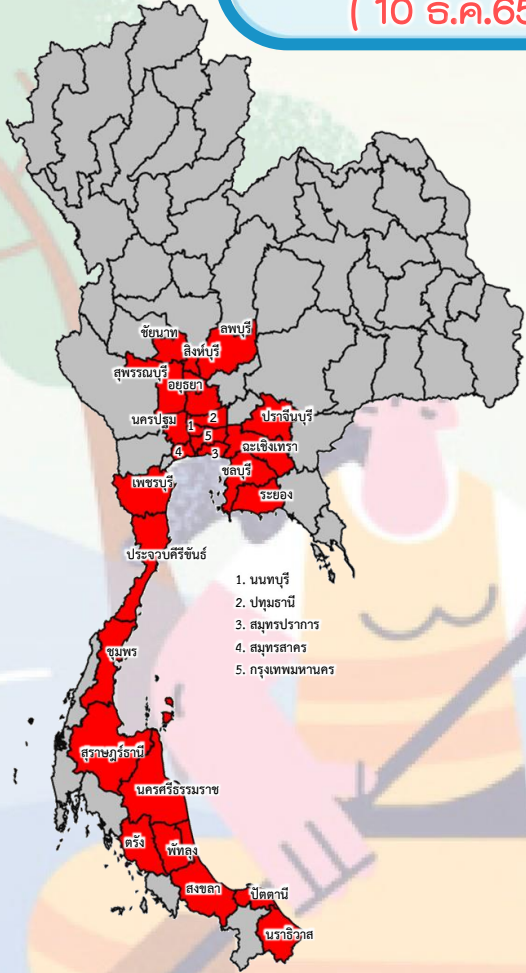 ( 10 ธ.ค.65
ลพบุรี
ชัยนาท
สิงห์บุรี
สุพรรณบุรี
อยุธยา
นครปฐม
1
2
5
4
3
ปราจีนบุรี
ฉะเชิงเทรา
ชลบุรี
ระยอง
เพชรบุรี
ประจวบคีรีขันธ์
1. นนทบุรี
2. ปทุมธานี
3. สมุทรปราการ
4. สมุทรสาคร
5. กรุงเทพมหานคร
ชุมพร
สุราษฎร์ธานี
นครศรีธรรมราช
ตรัง
พัทลุง
สงขลา
ปัตตานี
นราธิวาส